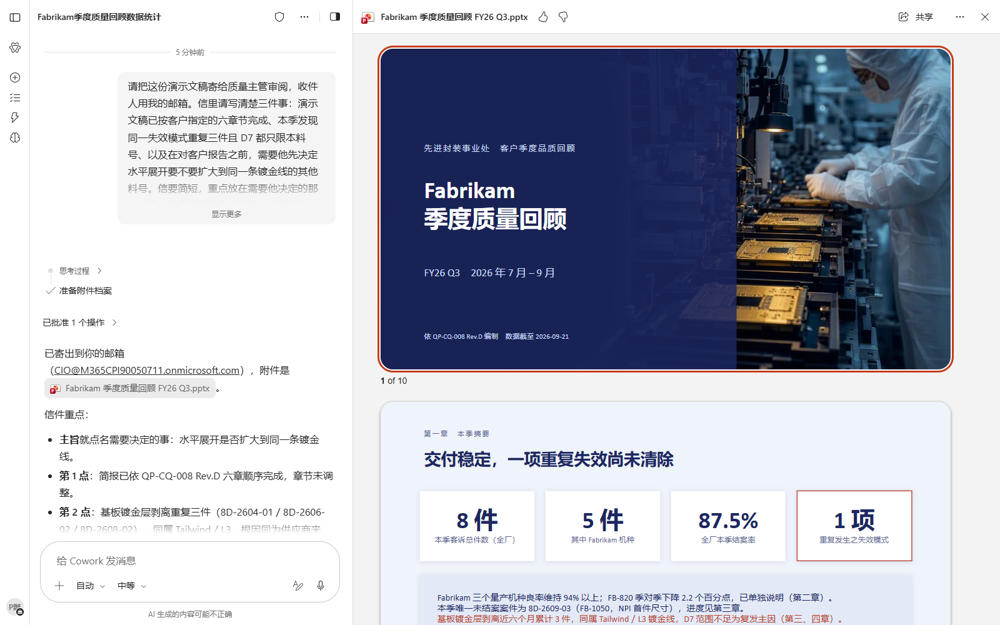 Fabrikam季度质量回顾数据统计
5 分钟前
请把这份演示文稿寄给质量主管审阅，收件
人用我的邮箱。信里请写清楚三件事：演示
文稿已按客户指定的六章节完成、本季发现
同一失效模式重复三件且 D7 都只限本料
号、以及在对客户报告之前，需要他先决定
水平展开要不要扩大到同一条镀金线的其他
料号。信要简短，重点放在需要他决定的那
显示更多
思考过程
准备附件档案
已批准 1 个操作
已寄出到你的邮箱
（CIO@M365CPI90050711.onmicrosoft.com），附件是
Fabrikam 季度质量回顾 FY26 Q3.pptx 。
信件重点：
主旨就点名需要决定的事：水平展开是否扩大到同一条镀金
线。
第 1 点：简报已依 QP-CQ-008 Rev.D 六章顺序完成，章节未调
整。
第 2 点：基板镀金层剥离重复三件（8D-2604-01 / 8D-2606-
02 / 8D-2608-02），同属 Tailwind / L3，根因同为供应商来
给 Cowork 发消息
自动
中等
AI 生成的内容可能不正确
P辦
Fabrikam 季度质量回顾 FY26 Q3.pptx
共享
先进封装事业处 客户季度品质回顾
Fabrikam
季度质量回顾
FY26 Q3 2026 年 7 月 – 9 月
依 QP-CQ-008 Rev.D 编制 数据截至 2026-09-21
1 of 10
第一章 本季摘要
交付稳定，一项重复失效尚未清除
8 件
本季客诉总件数（全厂）
5 件
其中 Fabrikam 机种
87.5%
全厂本季结案率
1 项
重复发生之失效模式
Fabrikam 三个量产机种良率维持 94% 以上；FB-820 季对季下降 2.2 个百分点，已单独说明（第二章）。
本季唯一未结案案件为 8D-2609-03（FB-1050，NPI 首件尺寸），进度见第三章。
基板镀金层剥离近六个月累计 3 件，同属 Tailwind / L3 镀金线，D7 范围不足为复发主因（第三、四章）。